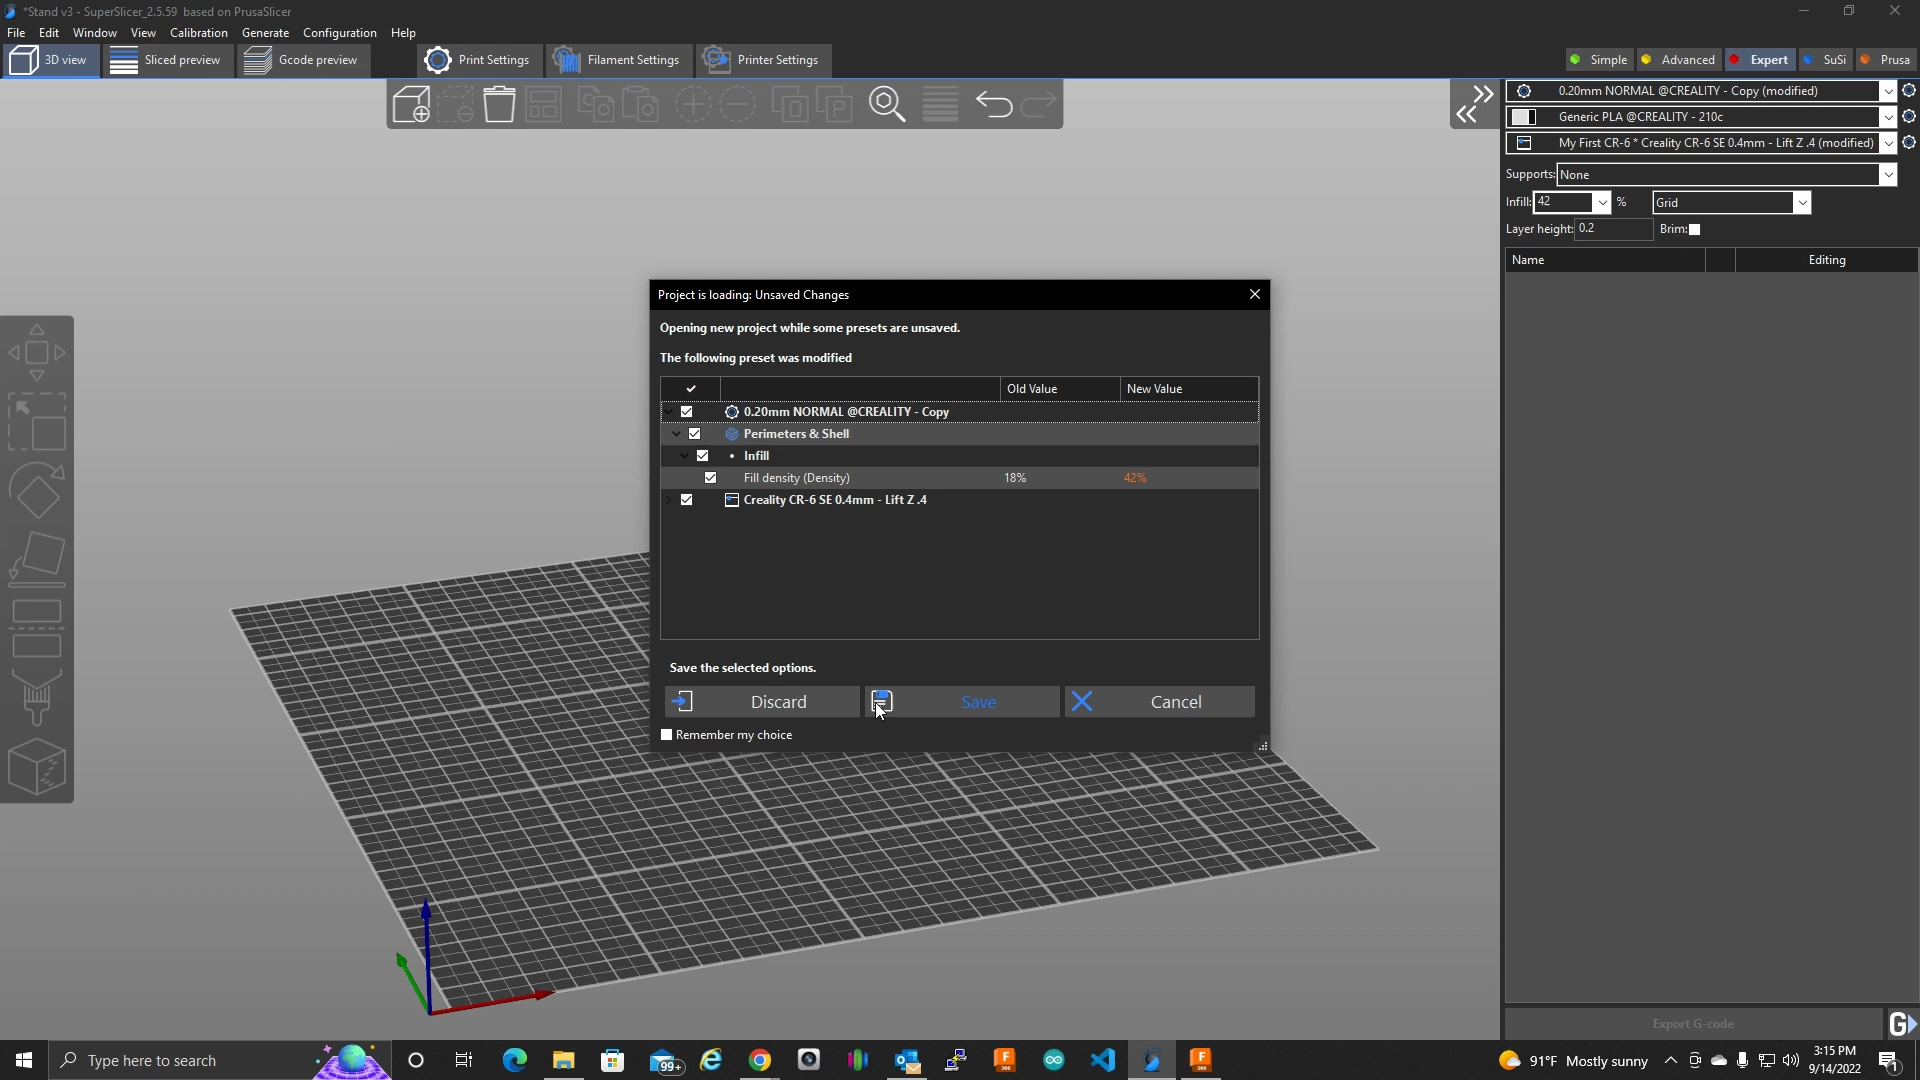 *Stand v3 - SuperSlicer_2.5.59 based on PrusaSlicer
File Edit Window View Calibration Generate Configuration Help
3D view Sliced preview Gcode preview Print Settings Filament Settings Printer Settings Simple Advanced Expert SuSi Prusa
0.20mm NORMAL @CREALITY - Copy (modified)
Generic PLA @CREALITY - 210c
My First CR-6 * Creality CR-6 SE 0.4mm - Lift Z .4 (modified)
Supports: None
Infill: 42 % Grid
Layer height: 0.2 Brim:
Name Editing
Project is loading: Unsaved Changes
Opening new project while some presets are unsaved.
The following preset was modified
Old Value New Value
0.20mm NORMAL @CREALITY - Copy
Perimeters & Shell
Infill
Fill density (Density) 18% 42%
Creality CR-6 SE 0.4mm - Lift Z .4
Save the selected options.
Discard Save Cancel
Remember my choice
Export G-code G
Type here to search 99+ F 360 F 360 91°F Mostly sunny 3:15 PM
9/14/2022 1